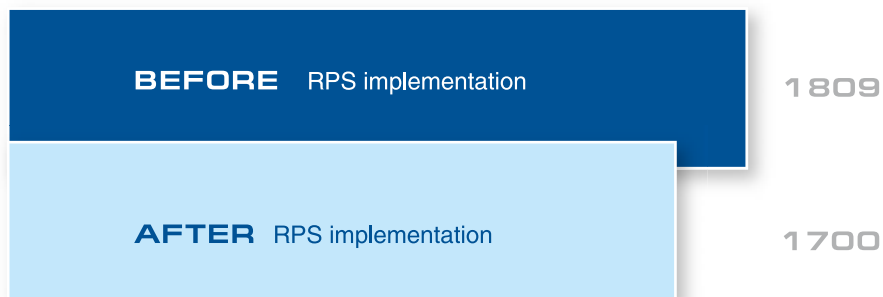 BEFORE RPS implementation
1809
AFTER RPS implementation
1700